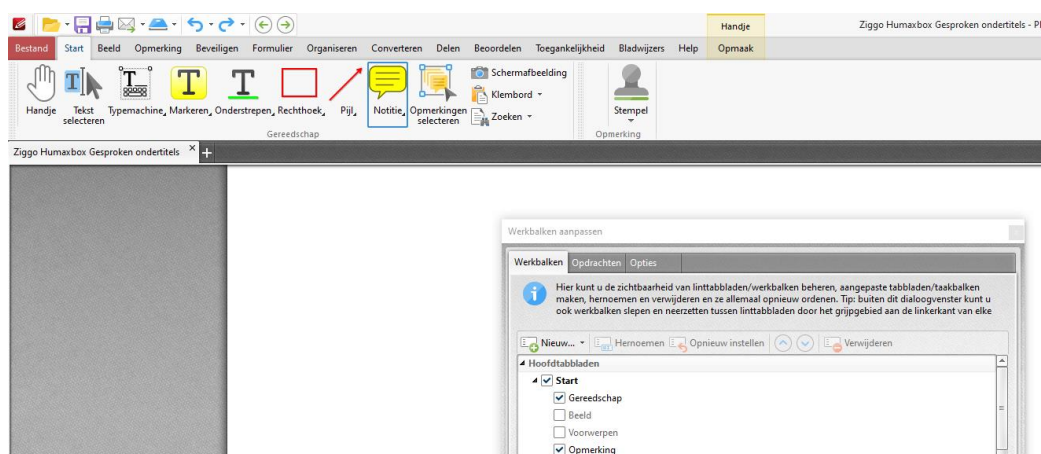 Handje
Ziggo Humaxbox Gesproken ondertitels - P
Bestand Start Beeld Opmerking Beveiligen Formulier Organiseren Converteren Delen Beoordelen Toegankelijkheid Bladwijzers Help Opmaak
Handje
Tekst selecteren
Typemachine
Markeren
Onderstrepen
Rechthoek
Pijl
Notitie
Opmerkingen selecteren
Schermafbeelding
Klembord
Zoeken
Stempel
Gereedschap
Opmerking
Ziggo Humaxbox Gesproken ondertitels
Werkbalken aanpassen
Werkbalken Opdrachten Opties
Hier kunt u de zichtbaarheid van linttabbladen/werkbalken beheren, aangepaste tabbladen/taakbalken
maken, hernoemen en verwijderen en ze allemaal opnieuw ordenen. Tip: buiten dit dialoogvenster kunt u
ook werkbalken slepen en neerzetten tussen linttabbladen door het grijpgebied aan de linkerkant van elke
Nieuw... Hernoemen Opnieuw instellen Verwijderen
Hoofdtabbladen
Start
Gereedschap
Beeld
Voorwerpen
Opmerking